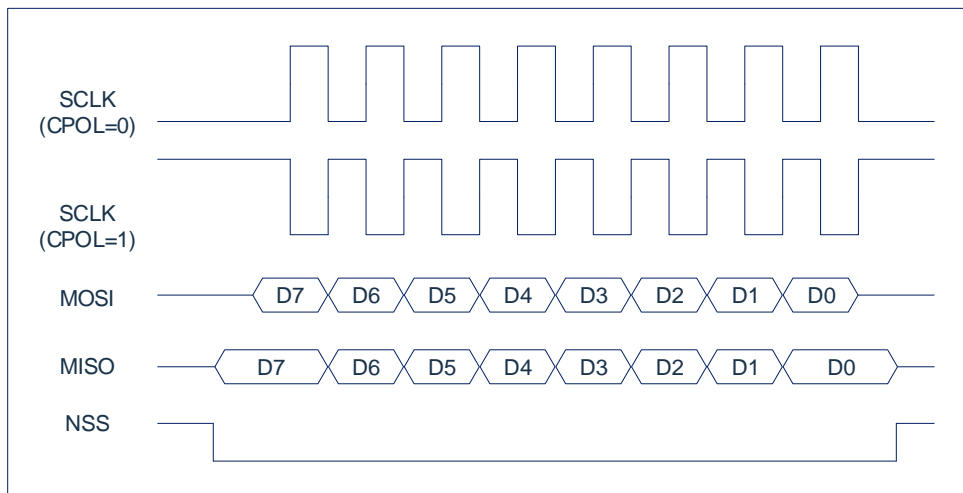 SCLK
(CPOL=0)
SCLK
(CPOL=1)
MOSI D7 D6 D5 D4 D3 D2 D1 D0
MISO D7 D6 D5 D4 D3 D2 D1 D0
NSS